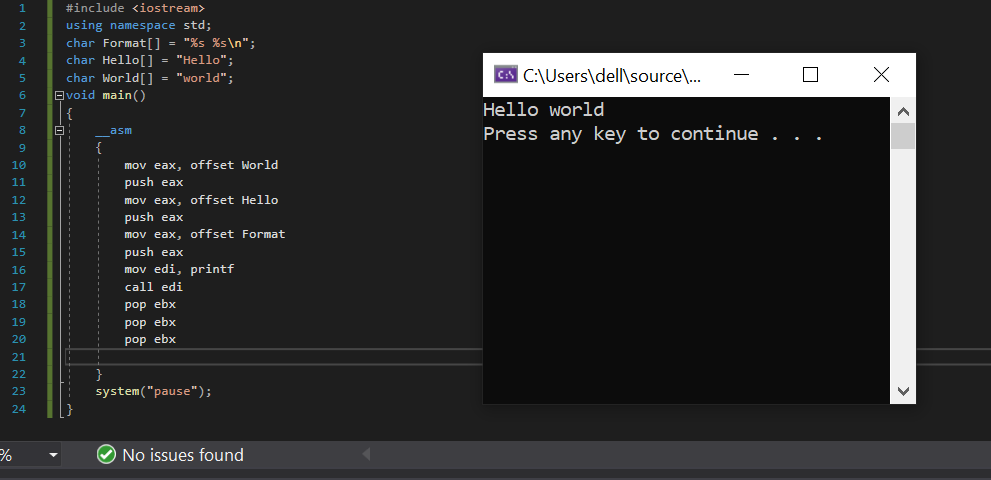 1 #include <iostream>
2 using namespace std;
3 char Format[] = "%s %s\n";
4 char Hello[] = "Hello";
5 char World[] = "world";
6 void main()
7 {
8 __asm
9 {
10 mov eax, offset World
11 push eax
12 mov eax, offset Hello
13 push eax
14 mov eax, offset Format
15 push eax
16 mov edi, printf
17 call edi
18 pop ebx
19 pop ebx
20 pop ebx
21
22 }
23 system("pause");
24 }
C:\ C:\Users\dell\source\...
Hello world
Press any key to continue . . .
% No issues found